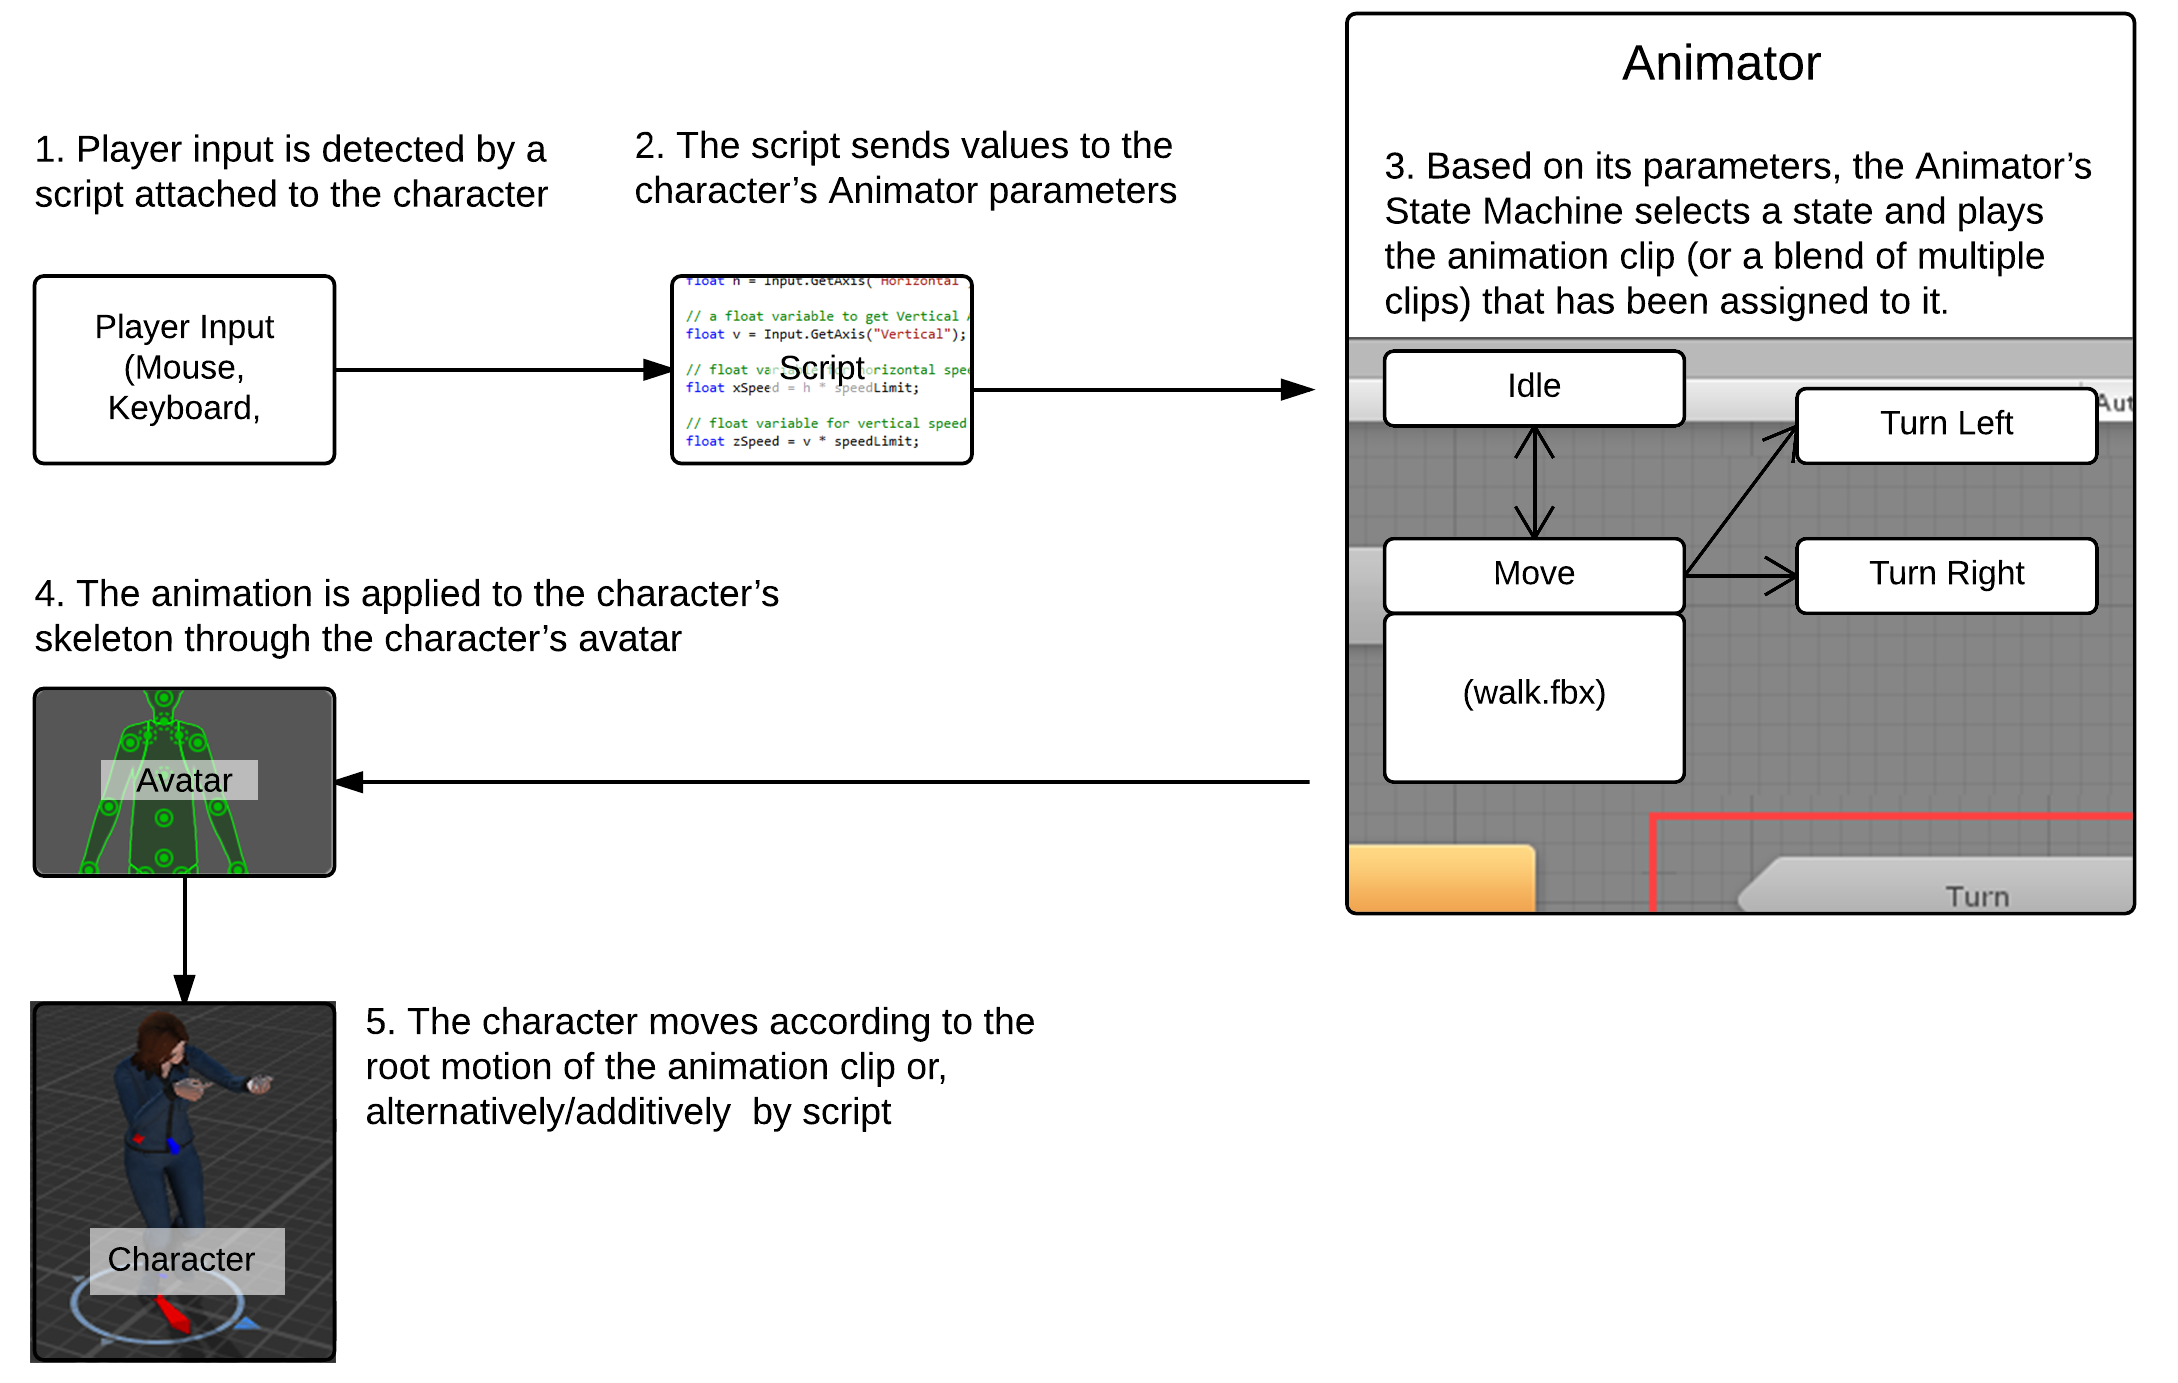 Animator
1. Player input is detected by a
script attached to the character
2. The script sends values to the
character’s Animator parameters
3. Based on its parameters, the Animator’s
State Machine selects a state and plays
the animation clip (or a blend of multiple
clips) that has been assigned to it.
Player Input
(Mouse,
Keyboard,
float h = Input.GetAxis("Horizontal"
// a float variable to get Vertical
float v = Input.GetAxis("Vertical");
// float variable for horizontal spee
Script
float xSpeed = h * speedLimit;
// float variable for vertical speed
float zSpeed = v * speedLimit;
Idle
Aut
Turn Left
Move
Turn Right
(walk.fbx)
Turn
4. The animation is applied to the character’s
skeleton through the character’s avatar
Avatar
5. The character moves according to the
root motion of the animation clip or,
alternatively/additively  by script
Character